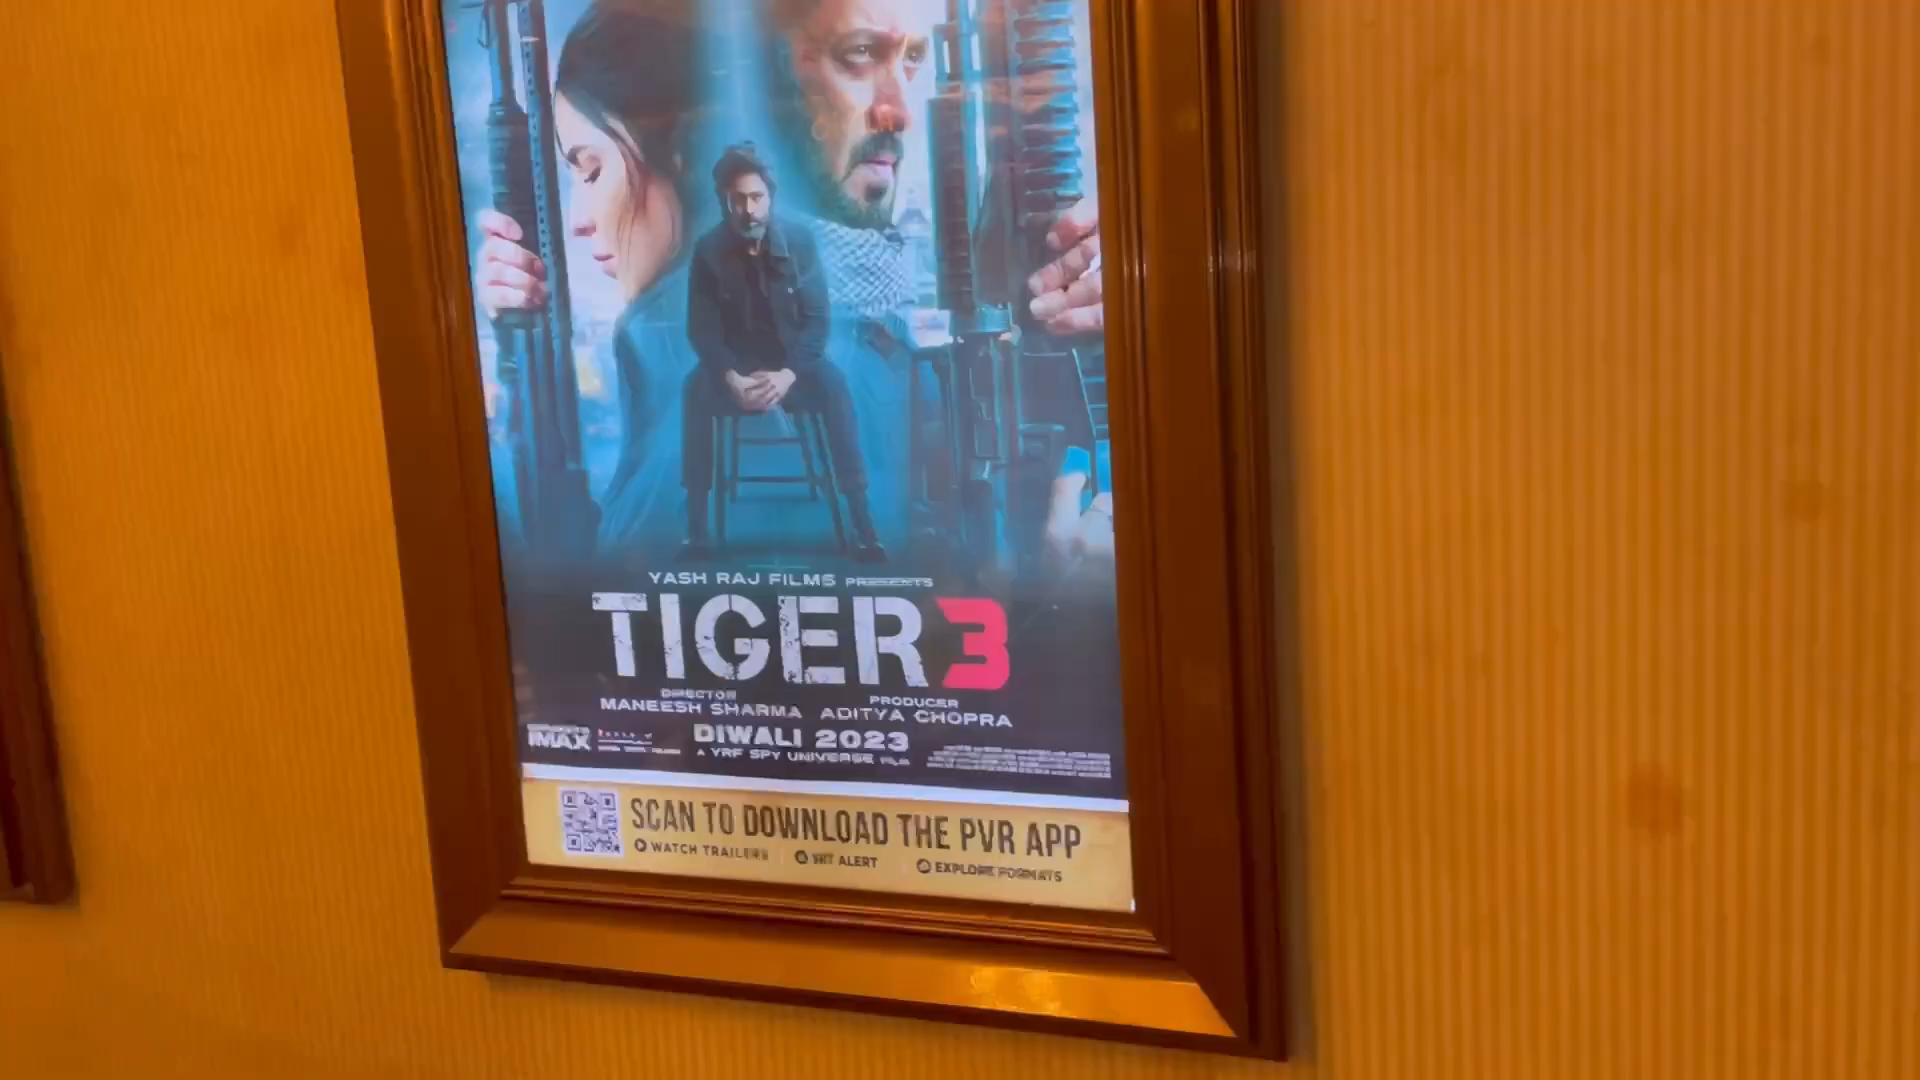 YASH RAJ FILMS PRESENTS
TIGER 3
DIRECTOR
MANEESH SHARMA
PRODUCER
ADITYA CHOPRA
IMAX
DIWALI 2023
A YRF SPY UNIVERSE FILM
SCAN TO DOWNLOAD THE PVR APP
WATCH TRAILERS
ALERT
EXPLORE FORMATS